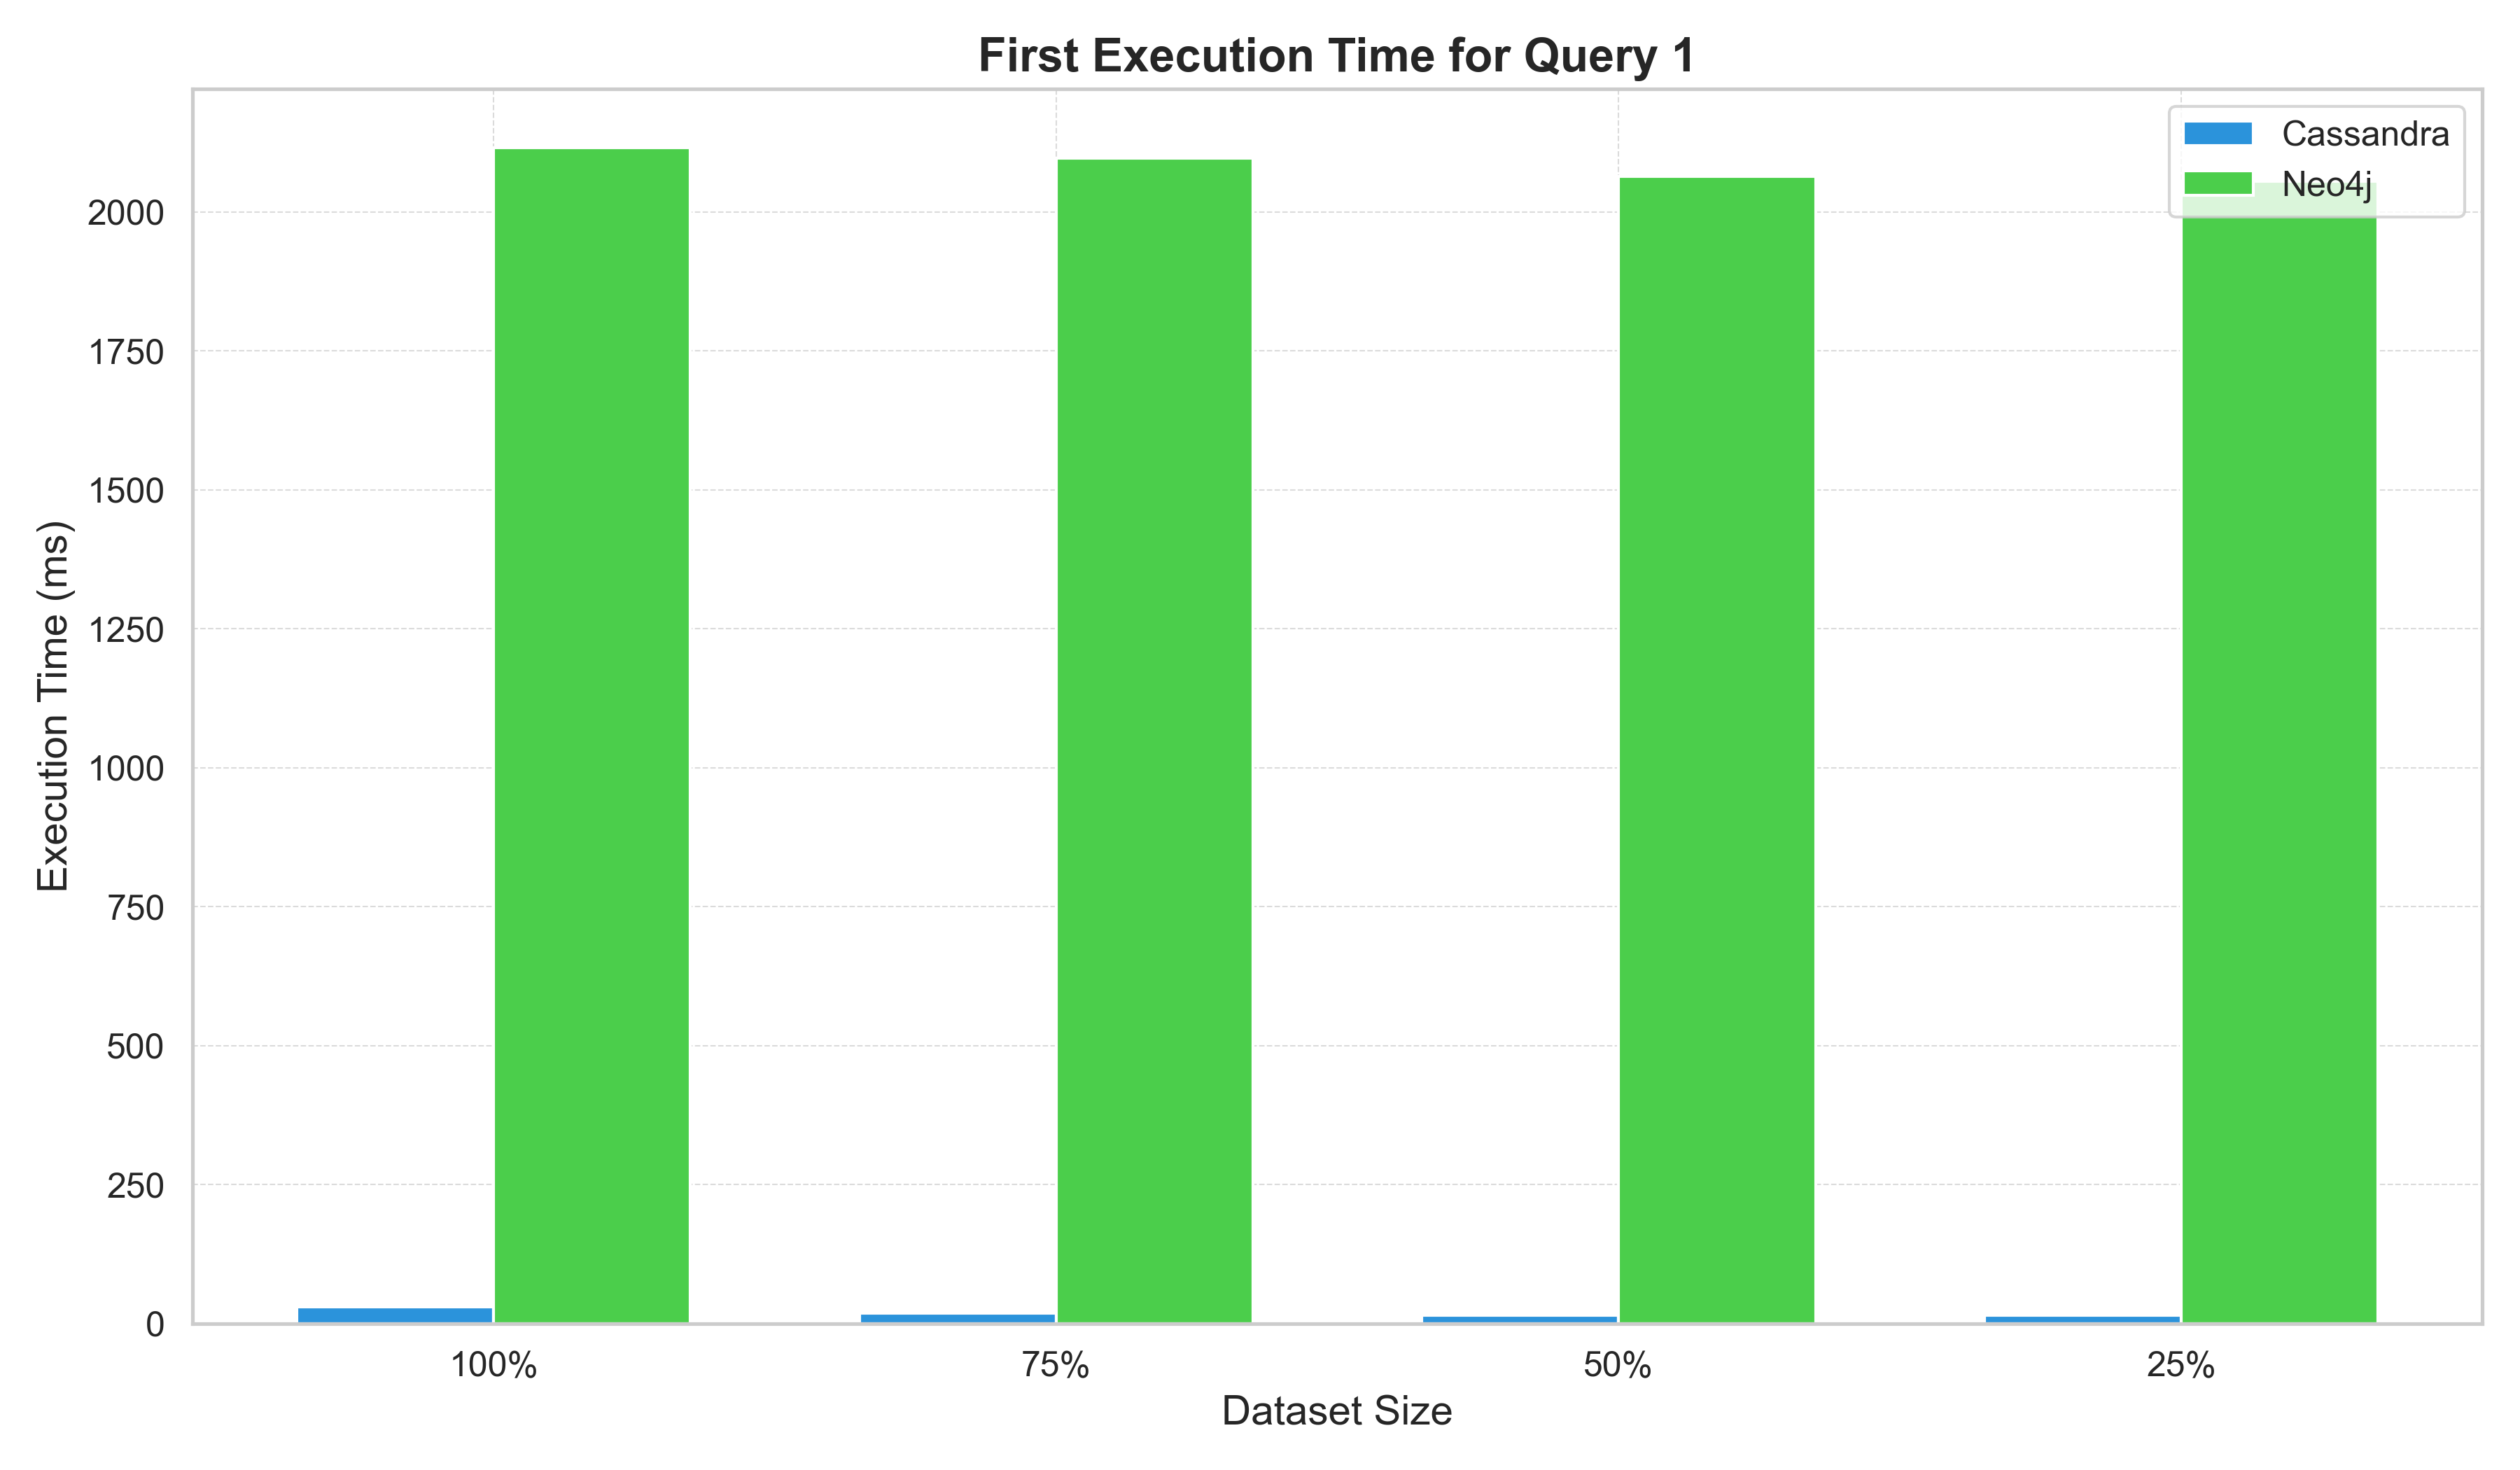 First Execution Time for Query 1
Cassandra
Neo4j
Execution Time (ms)
2000
1750
1500
1250
1000
750
500
250
0
100% 75% 50% 25%
Dataset Size